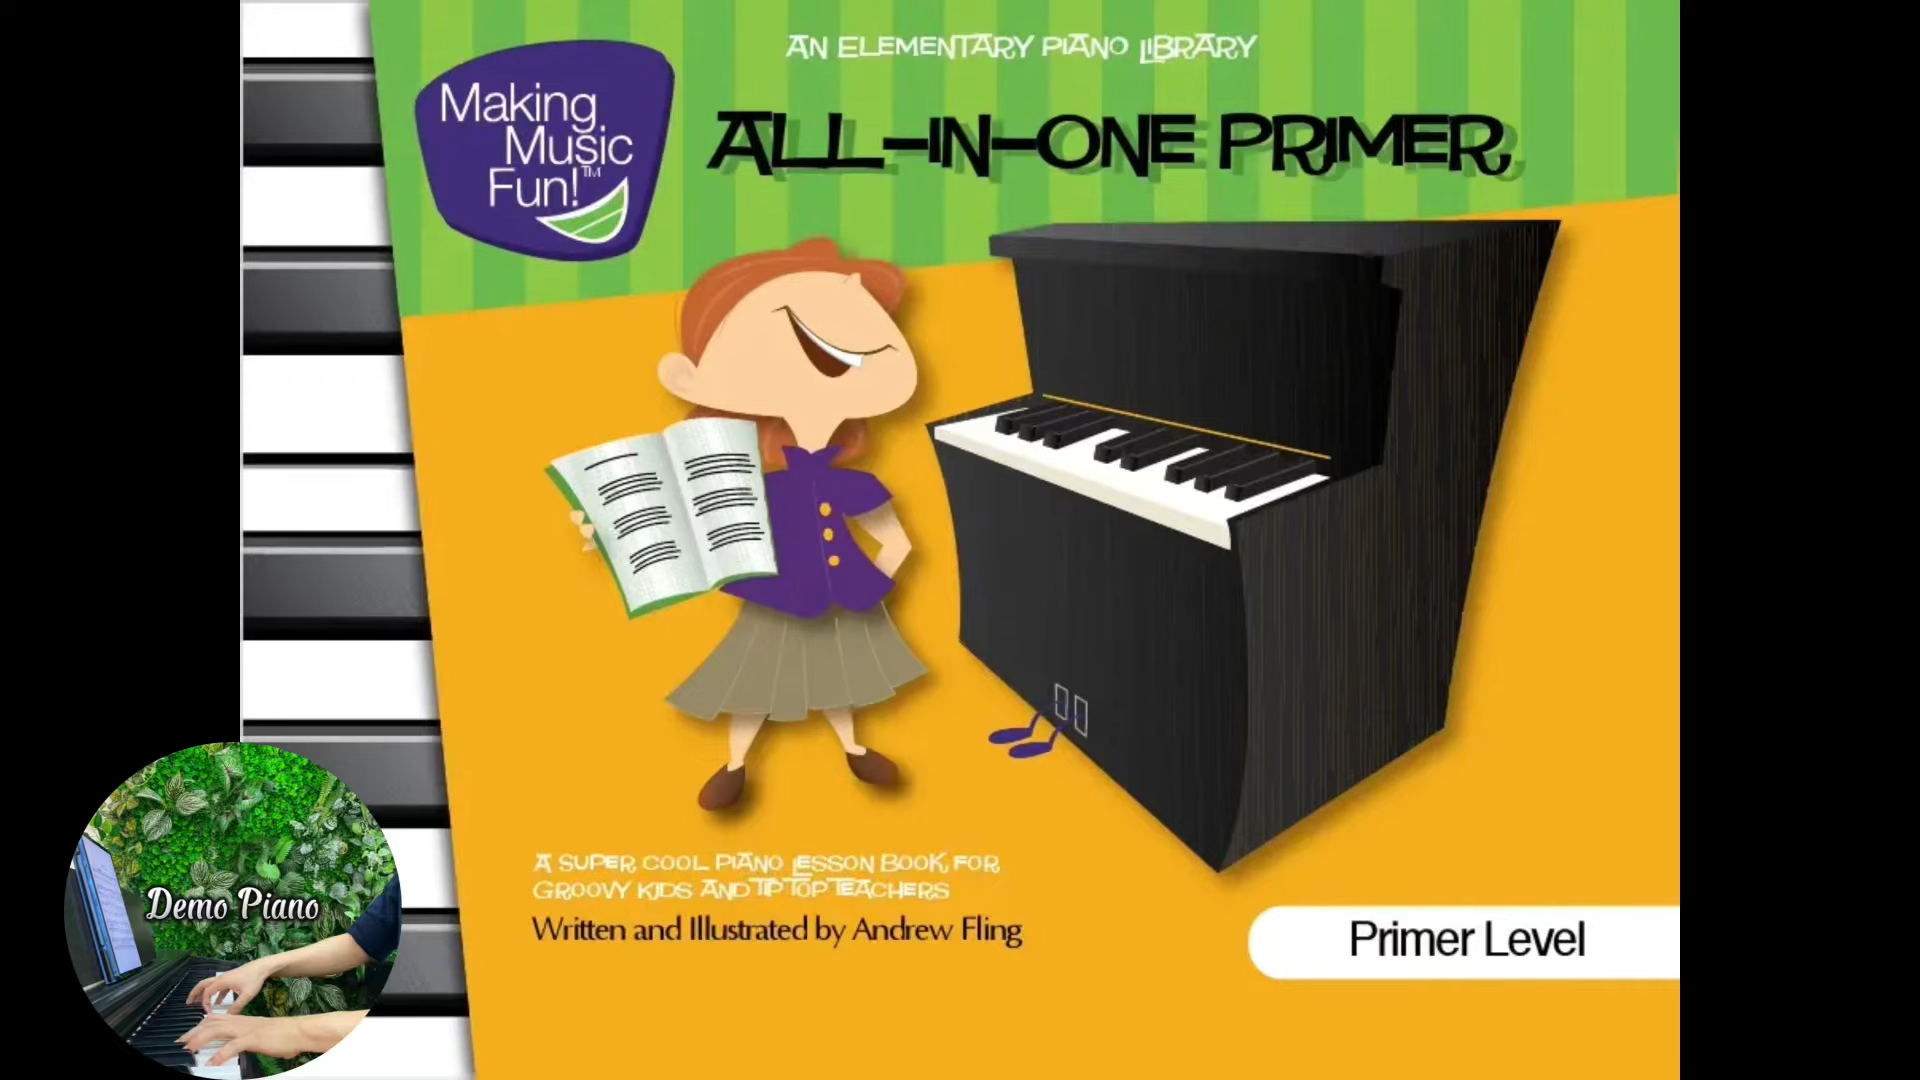 AN ELEMENTARY PIANO LIBRARY
Making
Music
Fun!™
ALL-IN-ONE PRIMER
A SUPER COOL PIANO LESSON BOOK FOR
GROOVY KIDS AND TIP TOP TEACHERS
Written and Illustrated by Andrew Fling
Primer Level
Demo Piano